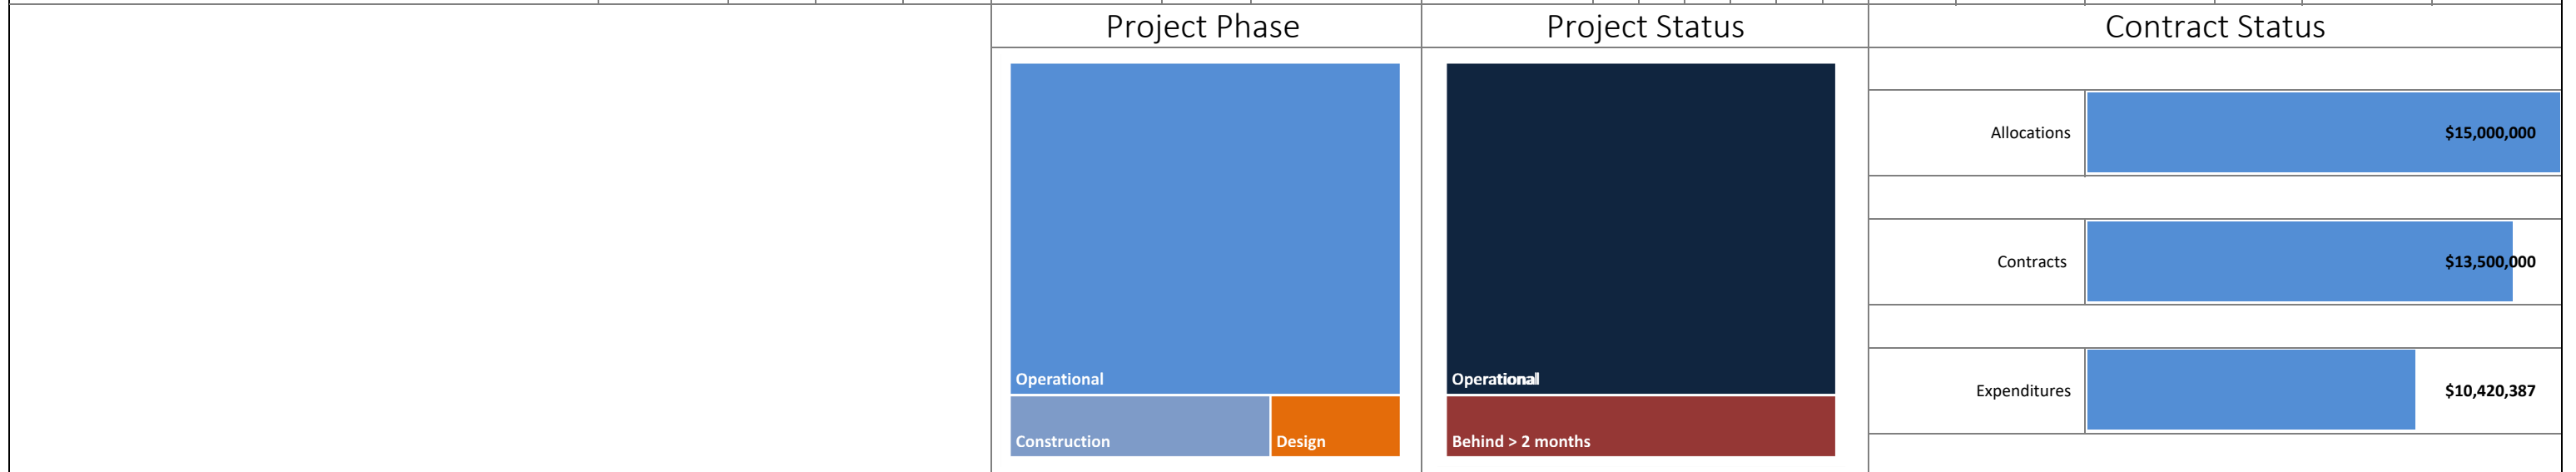 Project Phase
Project Status
Contract Status
Operational
Construction
Design
Operational
Behind > 2 months
Allocations
$15,000,000
Contracts
$13,500,000
Expenditures
$10,420,387